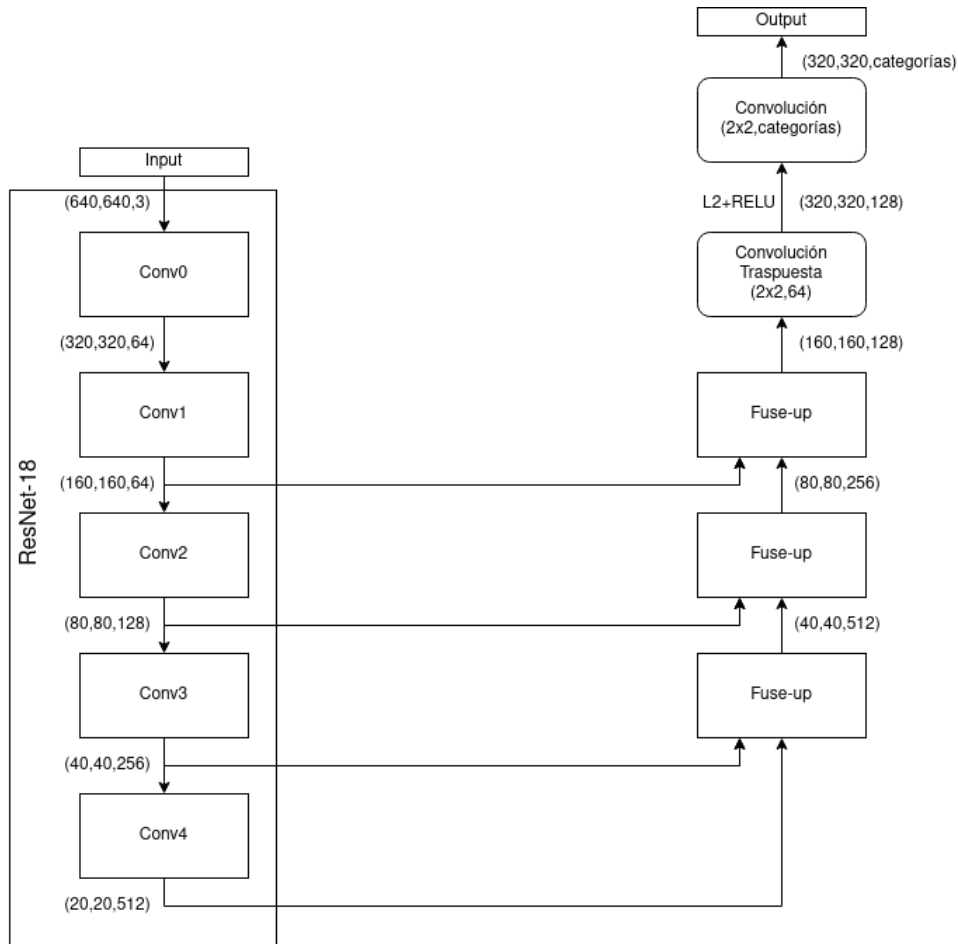 Output
(320,320,categorías)
Convolución
(2x2,categorías)
L2+RELU
(320,320,128)
Convolución
Traspuesta
(2x2,64)
(160,160,128)
Fuse-up
(80,80,256)
Fuse-up
(40,40,512)
Fuse-up
Input
(640,640,3)
Conv0
(320,320,64)
Conv1
(160,160,64)
Conv2
(80,80,128)
Conv3
(40,40,256)
Conv4
(20,20,512)
ResNet-18